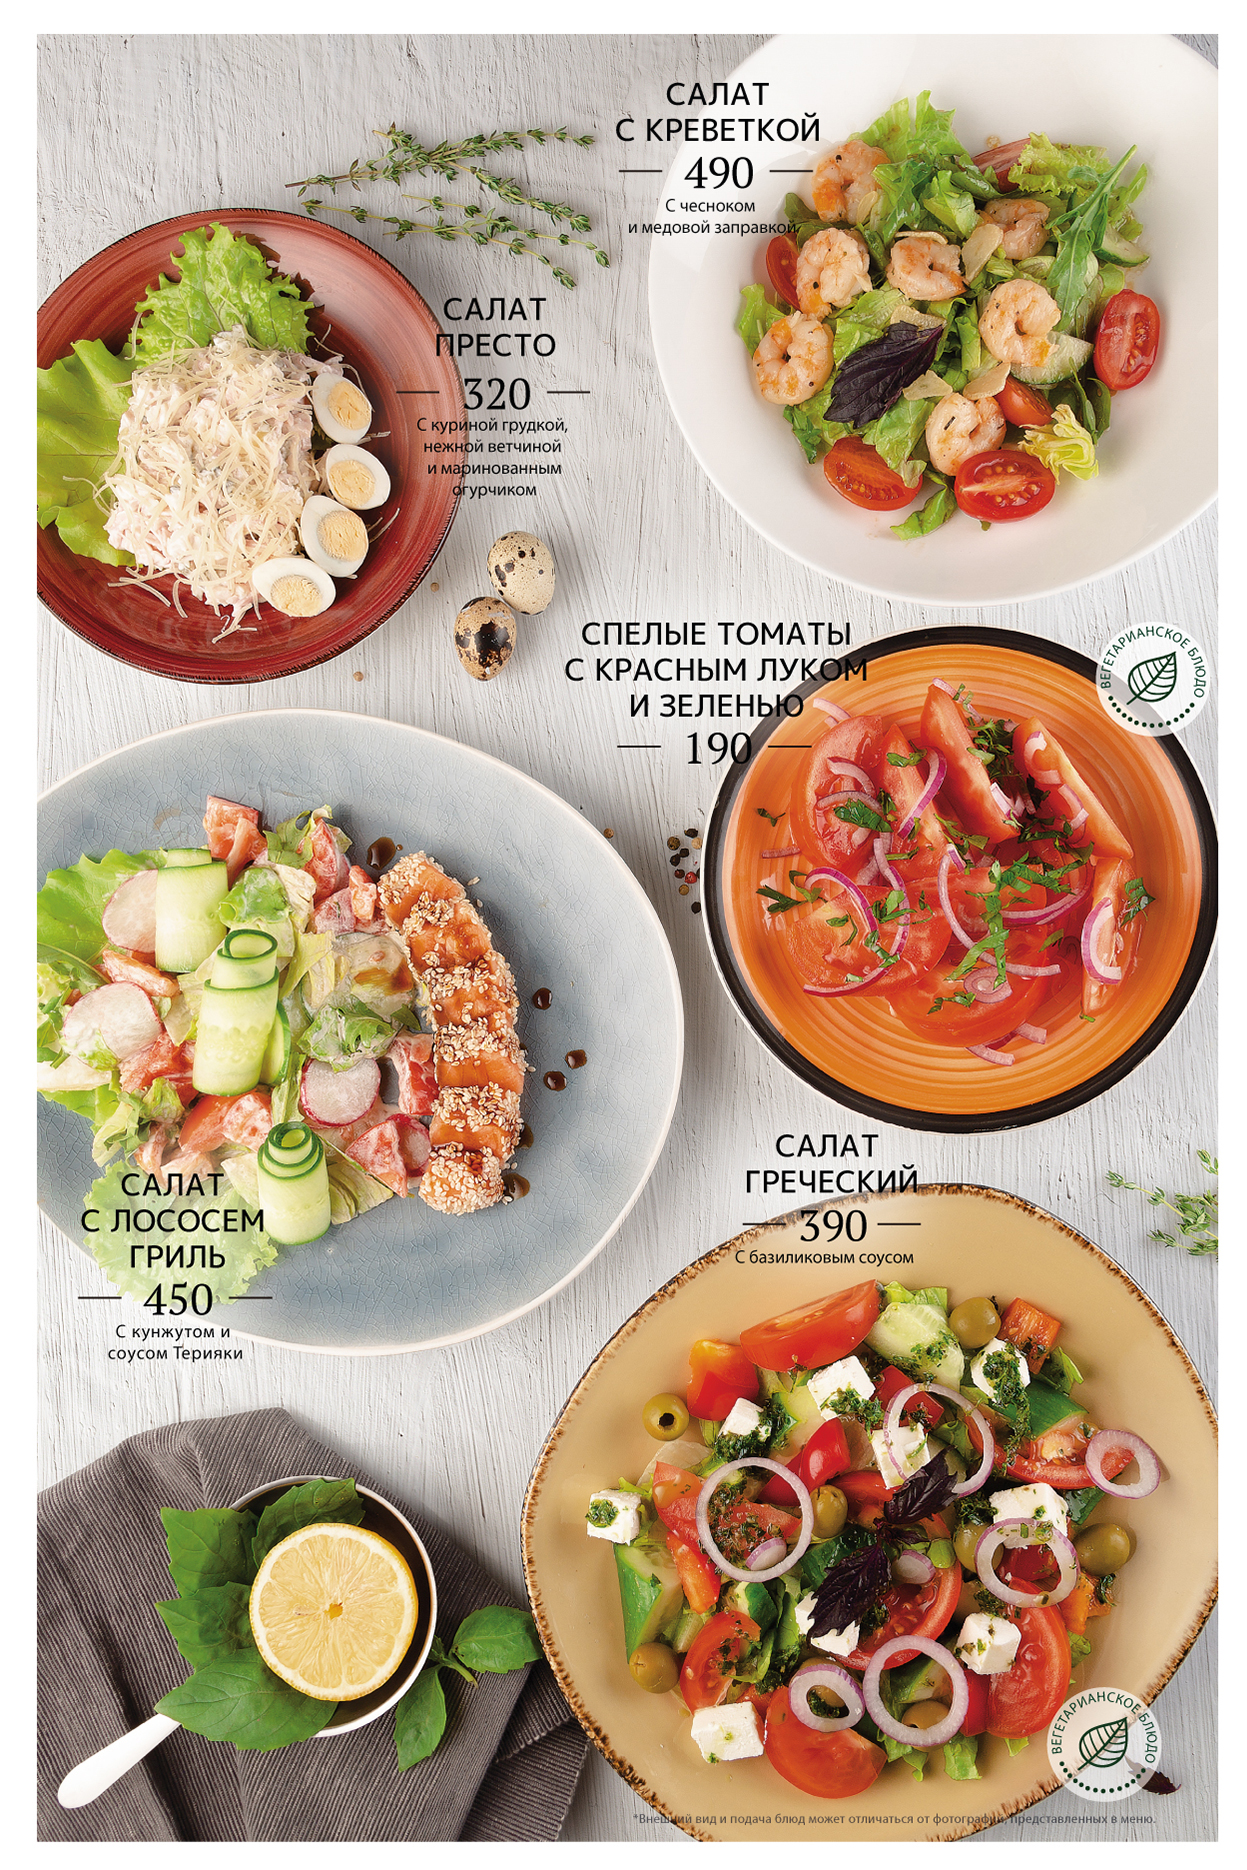 САЛАТ
С КРЕВЕТКОЙ
490
С чесноком
и медовой заправкой
САЛАТ
ПРЕСТО
320
С куриной грудкой,
нежной ветчиной
и маринованным
огурчиком
СПЕЛЫЕ ТОМАТЫ
С КРАСНЫМ ЛУКОМ
И ЗЕЛЕНЬЮ
190
ВЕГЕТАРИАНСКОЕ БЛЮДО
САЛАТ
С ЛОСОСЕМ
ГРИЛЬ
450
С кунжутом и
соусом Терияки
САЛАТ
ГРЕЧЕСКИЙ
390
С базиликовым соусом
ВЕГЕТАРИАНСКОЕ БЛЮДО
*Внешний вид и подача блюд может отличаться от фотографий, представленных в меню.